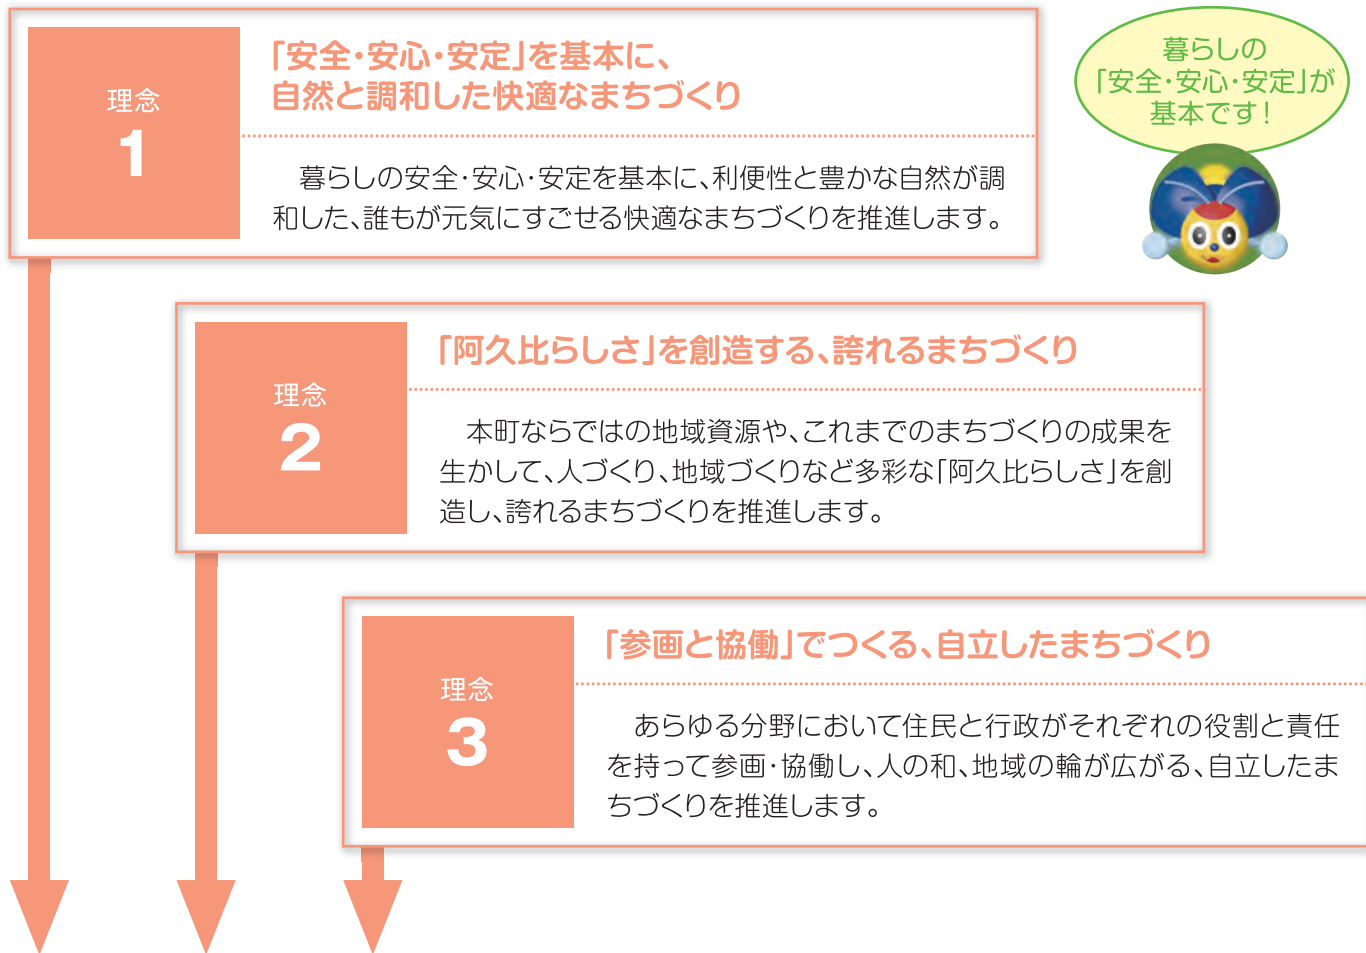 理念
1
「安全・安心・安定」を基本に、
自然と調和した快適なまちづくり
　暮らしの安全・安心・安定を基本に、利便性と豊かな自然が調
和した、誰もが元気にすごせる快適なまちづくりを推進します。
暮らしの
「安全・安心・安定」が
基本です！
理念
2
「阿久比らしさ」を創造する、誇れるまちづくり
　本町ならではの地域資源や、これまでのまちづくりの成果を
生かして、人づくり、地域づくりなど多彩な「阿久比らしさ」を創
造し、誇れるまちづくりを推進します。
理念
3
「参画と協働」でつくる、自立したまちづくり
　あらゆる分野において住民と行政がそれぞれの役割と責任
を持って参画・協働し、人の和、地域の輪が広がる、自立したま
ちづくりを推進します。